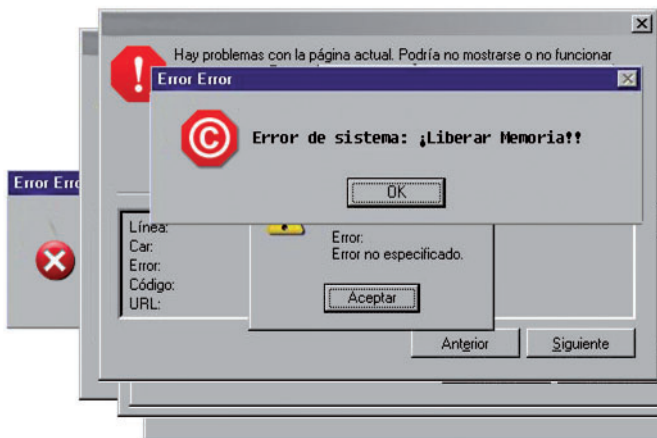 Hay problemas con la página actual. Podría no mostrarse o no funcionar
Error Error
© Error de sistema: ¡Liberar Memoria!!
OK
Error Erro
Línea:
Car:
Error:
Código:
URL:
Error:
Error no especificado.
Aceptar
Anterior
Siguiente